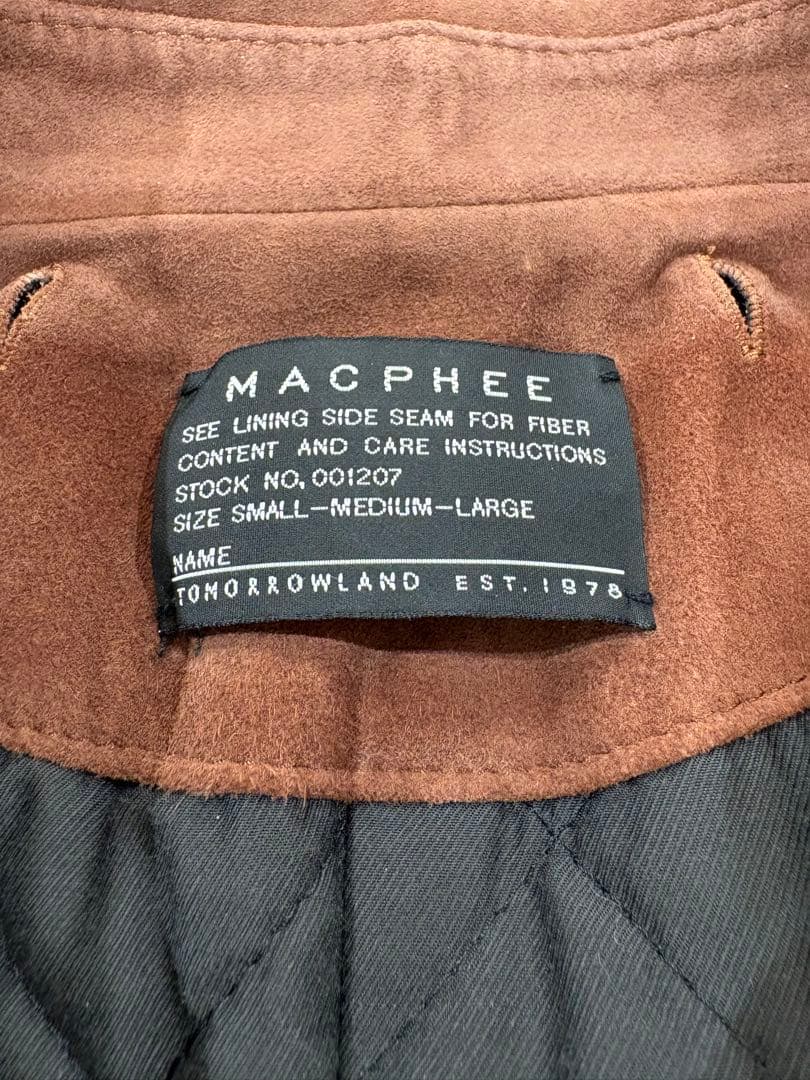 MACPHEE
SEE LINING SIDE SEAM FOR FIBER
CONTENT AND CARE INSTRUCTIONS
STOCK NO,001207
SIZE SMALL-MEDIUM-LARGE
NAME
TOMORROWLAND EST.1978